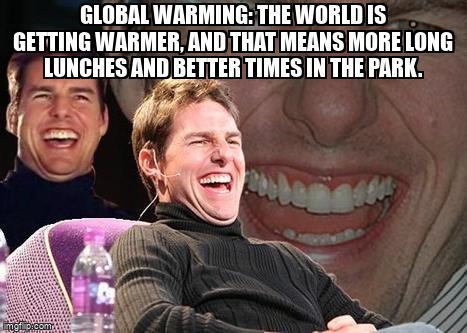 GLOBAL WARMING: THE WORLD IS
GETTING WARMER, AND THAT MEANS MORE LONG
LUNCHES AND BETTER TIMES IN THE PARK.
imgflip.com